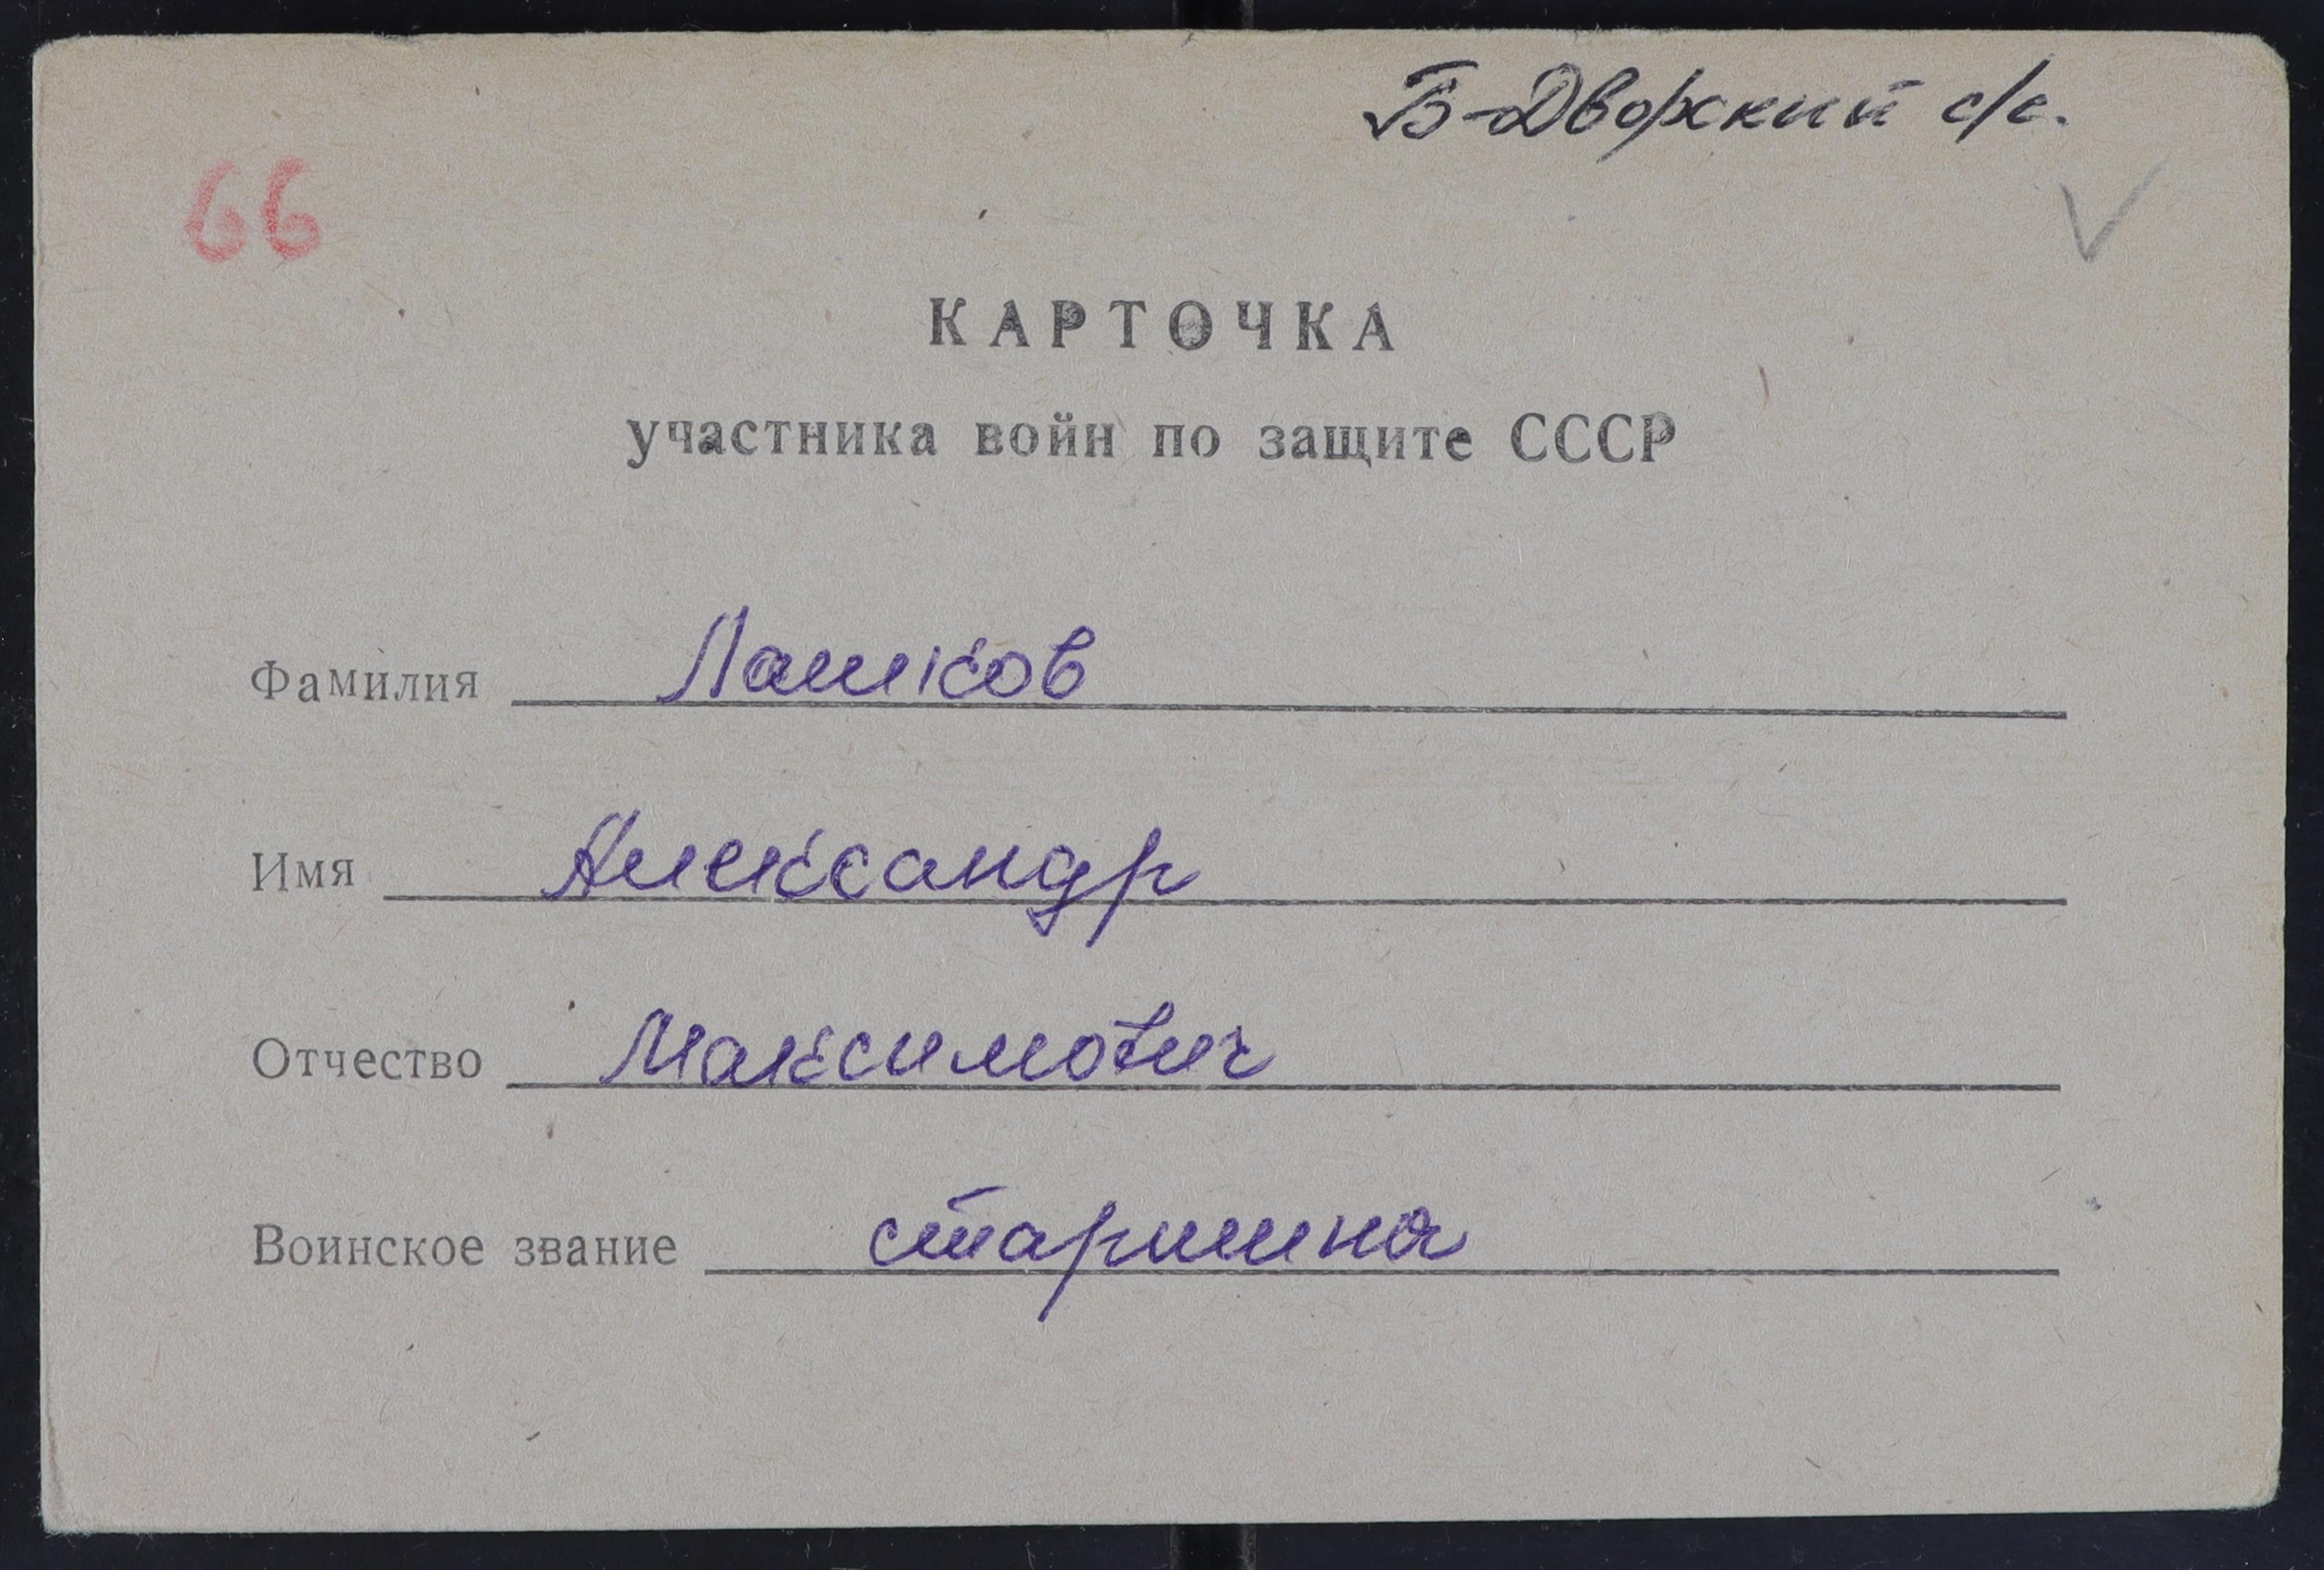 Б-Дворский с/с.
66
КАРТОЧКА
участника войн по защите СССР
Фамилия Лашков
Имя Александр
Отчество Максимович
Воинское звание старшина